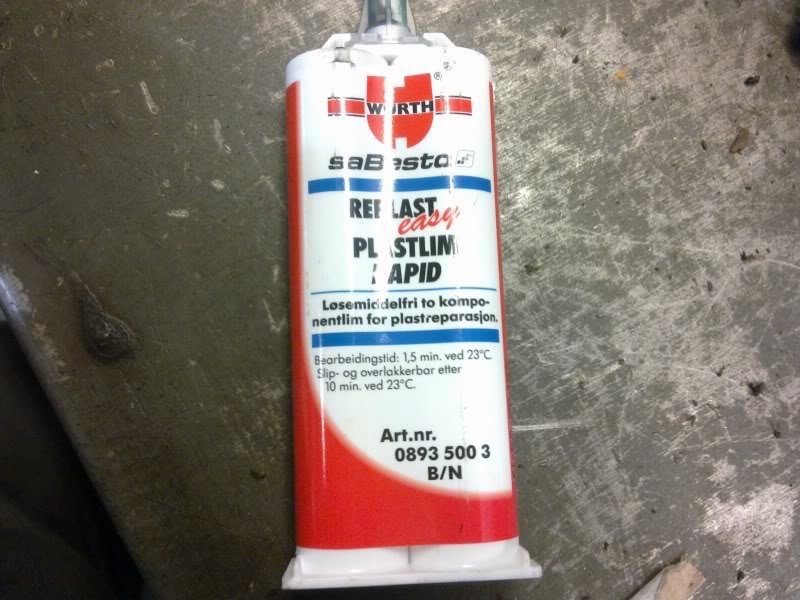 WÜRTH
®
saBesto
REPLAST
easy
PLASTLIM
RAPID
Løsemiddelfri to kompo-
nentlim for plastreparasjon.
Bearbeidingstid: 1,5 min. ved 23°C.
Slip- og overlakkerbar etter
10 min. ved 23°C.
Art.nr.
0893 500 3
B/N